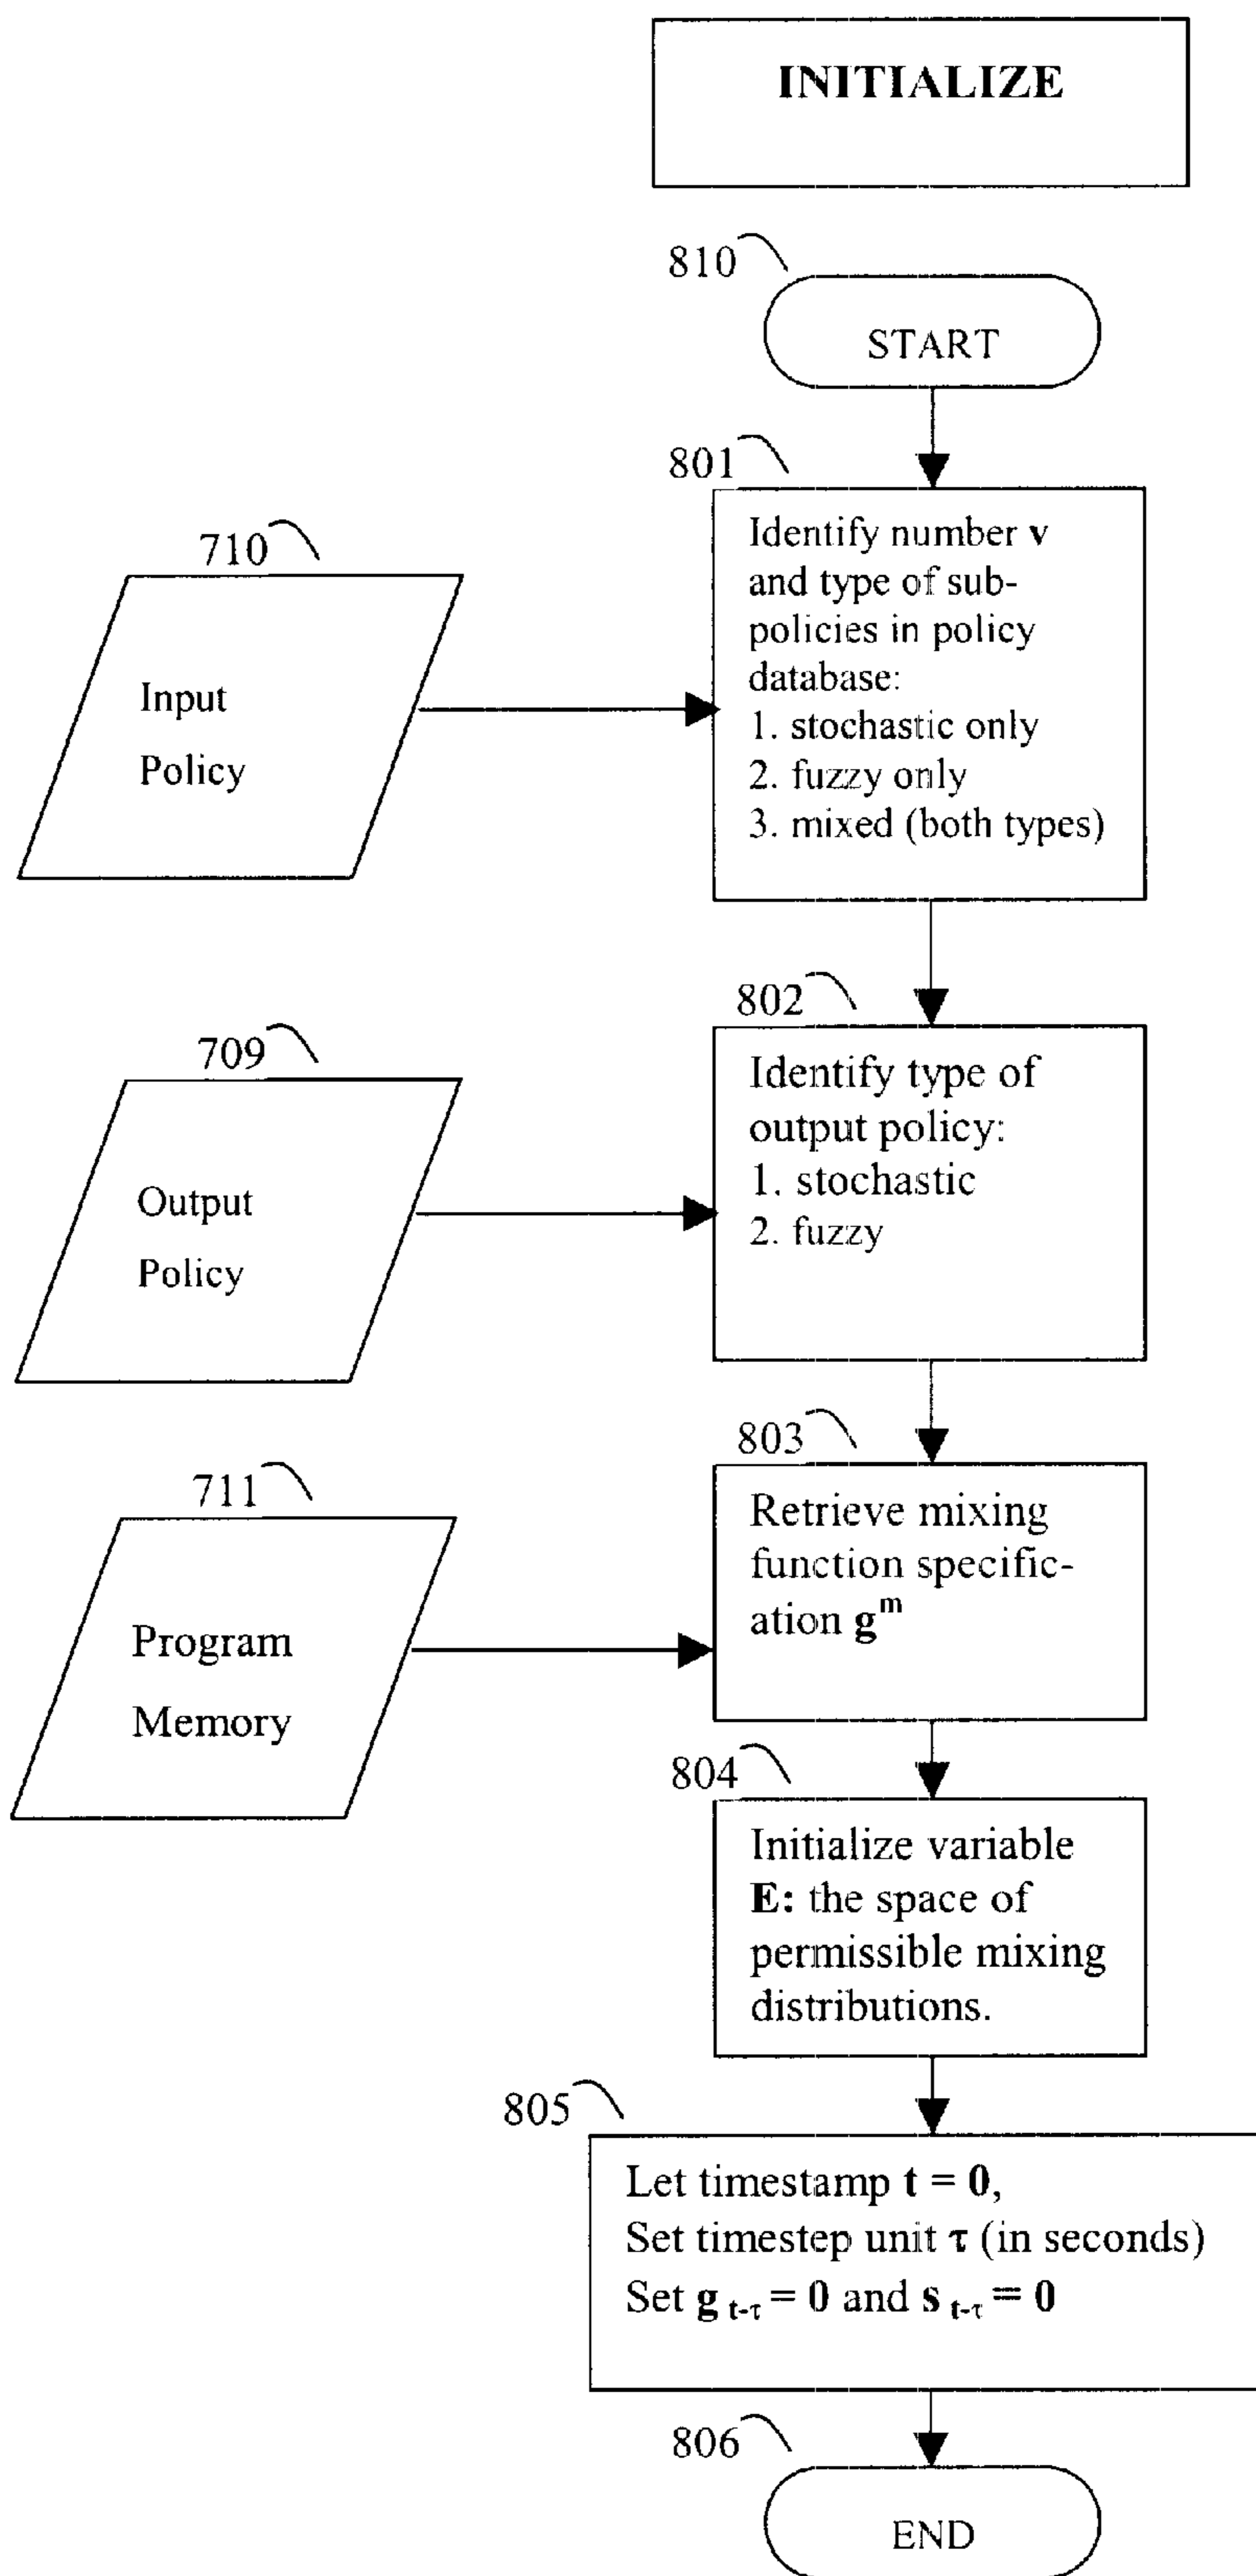 INITIALIZE
810
START
801
Identify number v
and type of sub-
policies in policy
database:
1. stochastic only
2. fuzzy only
3. mixed (both types)
710
Input
Policy
802
Identify type of
output policy:
1. stochastic
2. fuzzy
709
Output
Policy
803
Retrieve mixing
function specific-
ation g^m
711
Program
Memory
804
Initialize variable
E: the space of
permissible mixing
distributions.
805
Let timestamp t = 0,
Set timestep unit τ (in seconds)
Set g t-τ = 0 and s t-τ = 0
806
END